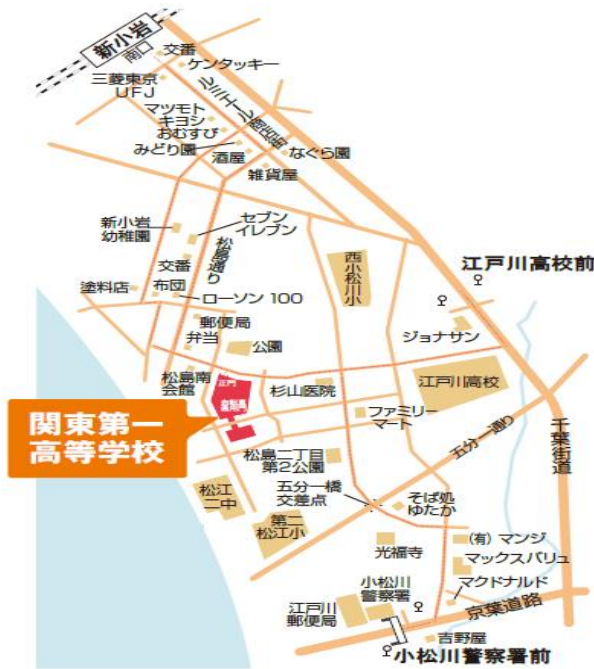 新小岩
南口
交番
ケンタッキー
三菱東京
UFJ
ルミエール商店街
マツモト
キヨシ
おむすび
みどり園
酒屋
なぐら園
雑貨屋
新小岩
幼稚園
セブン
イレブン
松島通り
交番
西小松川小
江戸川高校前
塗料店
布団
ローソン 100
郵便局
弁当
公園
ジョナサン
松島南
会館
正門
杉山医院
江戸川高校
関東第一
高等学校
ファミリー
マート
五分一通り
千葉街道
松島二丁目
第2公園
五分一橋
交差点
松江
二中
第二
松江小
そば処
ゆたか
光福寺
(有) マンジ
マックスバリュ
小松川
警察署
マクドナルド
江戸川
郵便局
京葉道路
吉野屋
小松川警察署前